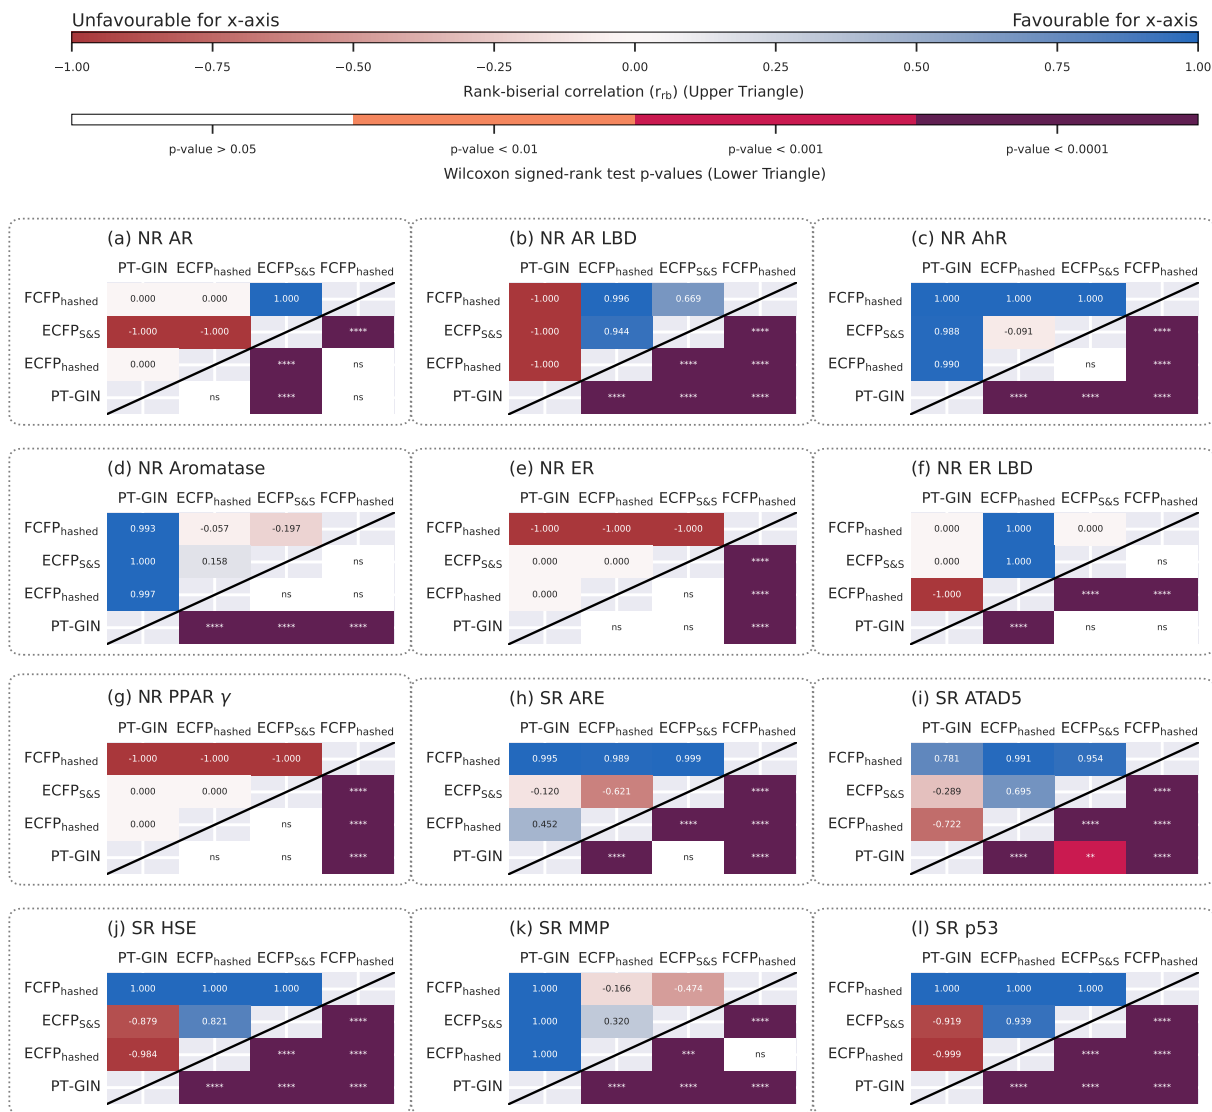 Unfavourable for x-axis Favourable for x-axis
−1.00 −0.75 −0.50 −0.25 0.00 0.25 0.50 0.75 1.00
Rank-biserial correlation (rrb) (Upper Triangle)
p-value > 0.05 p-value < 0.01 p-value < 0.001 p-value < 0.0001
Wilcoxon signed-rank test p-values (Lower Triangle)
(a) NR AR
PT-GIN ECFPhashed ECFPS&S FCFPhashed
FCFPhashed 0.000 0.000 1.000
ECFPS&S -1.000 -1.000 ****
ECFPhashed 0.000 **** ns
PT-GIN ns **** ns
(b) NR AR LBD
PT-GIN ECFPhashed ECFPS&S FCFPhashed
FCFPhashed -1.000 0.996 0.669
ECFPS&S -1.000 0.944 ****
ECFPhashed -1.000 **** ****
PT-GIN **** **** ****
(c) NR AhR
PT-GIN ECFPhashed ECFPS&S FCFPhashed
FCFPhashed 1.000 1.000 1.000
ECFPS&S 0.988 -0.091 ****
ECFPhashed 0.990 ns ****
PT-GIN **** **** ****
(d) NR Aromatase
PT-GIN ECFPhashed ECFPS&S FCFPhashed
FCFPhashed 0.993 -0.057 -0.197
ECFPS&S 1.000 0.158 ns
ECFPhashed 0.997 ns ns
PT-GIN **** **** ****
(e) NR ER
PT-GIN ECFPhashed ECFPS&S FCFPhashed
FCFPhashed -1.000 -1.000 -1.000
ECFPS&S 0.000 0.000 ****
ECFPhashed 0.000 ns ****
PT-GIN ns ns ****
(f) NR ER LBD
PT-GIN ECFPhashed ECFPS&S FCFPhashed
FCFPhashed 0.000 1.000 0.000
ECFPS&S 0.000 1.000 ns
ECFPhashed -1.000 **** ****
PT-GIN **** ns ns
(g) NR PPAR γ
PT-GIN ECFPhashed ECFPS&S FCFPhashed
FCFPhashed -1.000 -1.000 -1.000
ECFPS&S 0.000 0.000 ****
ECFPhashed 0.000 ns ****
PT-GIN ns ns ****
(h) SR ARE
PT-GIN ECFPhashed ECFPS&S FCFPhashed
FCFPhashed 0.995 0.989 0.999
ECFPS&S -0.120 -0.621 ****
ECFPhashed 0.452 **** ****
PT-GIN **** ns ****
(i) SR ATAD5
PT-GIN ECFPhashed ECFPS&S FCFPhashed
FCFPhashed 0.781 0.991 0.954
ECFPS&S -0.289 0.695 ****
ECFPhashed -0.722 **** ****
PT-GIN **** ** ****
(j) SR HSE
PT-GIN ECFPhashed ECFPS&S FCFPhashed
FCFPhashed 1.000 1.000 1.000
ECFPS&S -0.879 0.821 ****
ECFPhashed -0.984 **** ****
PT-GIN **** **** ****
(k) SR MMP
PT-GIN ECFPhashed ECFPS&S FCFPhashed
FCFPhashed 1.000 -0.166 -0.474
ECFPS&S 1.000 0.320 ****
ECFPhashed 1.000 *** ns
PT-GIN **** **** ****
(l) SR p53
PT-GIN ECFPhashed ECFPS&S FCFPhashed
FCFPhashed 1.000 1.000 1.000
ECFPS&S -0.919 0.939 ****
ECFPhashed -0.999 **** ****
PT-GIN **** **** ****